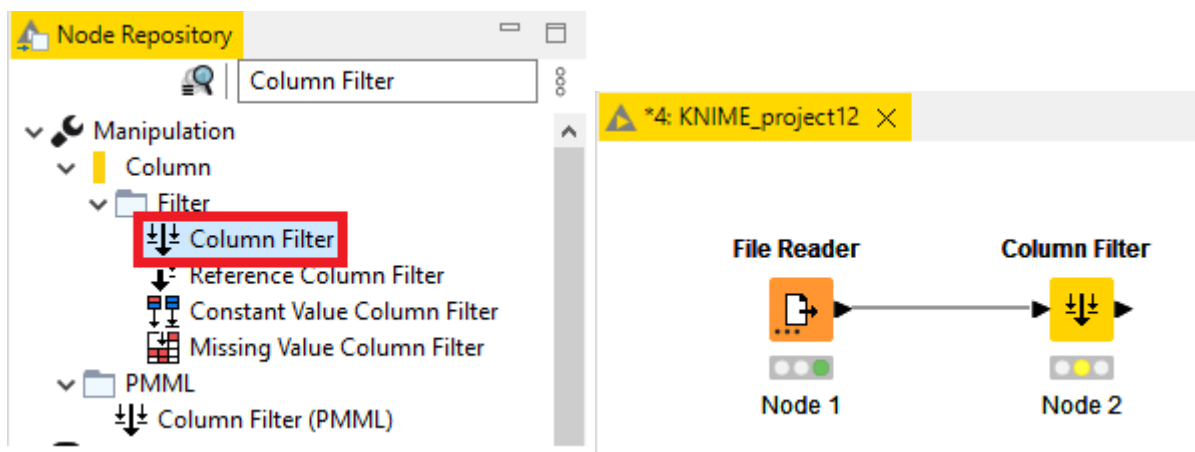 Node Repository
Column Filter
Manipulation
Column
Filter
Column Filter
Reference Column Filter
Constant Value Column Filter
Missing Value Column Filter
PMML
Column Filter (PMML)
*4: KNIME_project12
File Reader
Column Filter
Node 1
Node 2